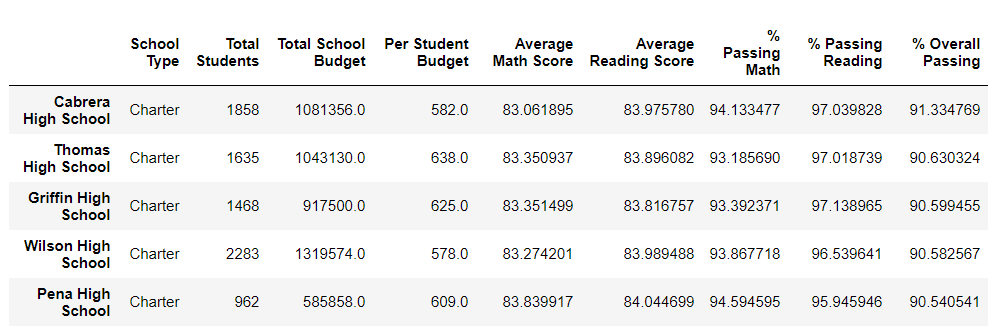 School Type Total Students Total School Budget Per Student Budget Average Math Score Average Reading Score % Passing Math % Passing Reading % Overall Passing
Cabrera High School Charter 1858 1081356.0 582.0 83.061895 83.975780 94.133477 97.039828 91.334769
Thomas High School Charter 1635 1043130.0 638.0 83.350937 83.896082 93.185690 97.018739 90.630324
Griffin High School Charter 1468 917500.0 625.0 83.351499 83.816757 93.392371 97.138965 90.599455
Wilson High School Charter 2283 1319574.0 578.0 83.274201 83.989488 93.867718 96.539641 90.582567
Pena High School Charter 962 585858.0 609.0 83.839917 84.044699 94.594595 95.945946 90.540541